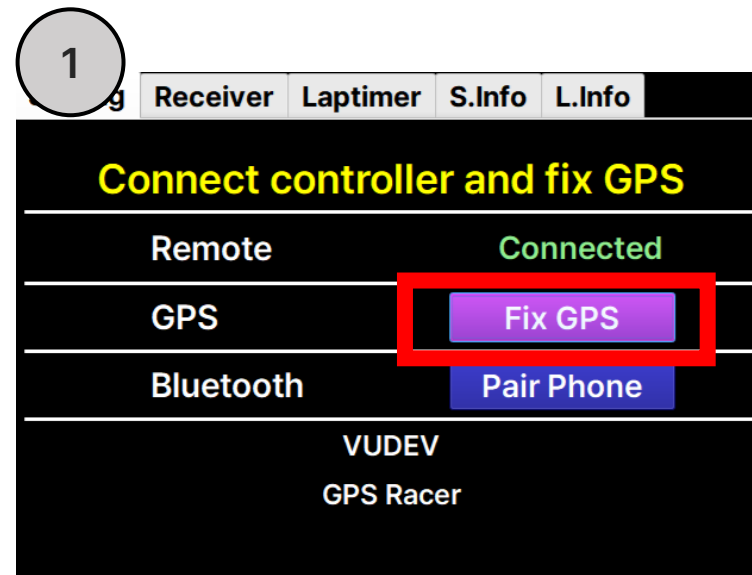 1
Receiver Laptimer S.Info L.Info
Connect controller and fix GPS
Remote Connected
GPS Fix GPS
Bluetooth Pair Phone
VUDEV
GPS Racer